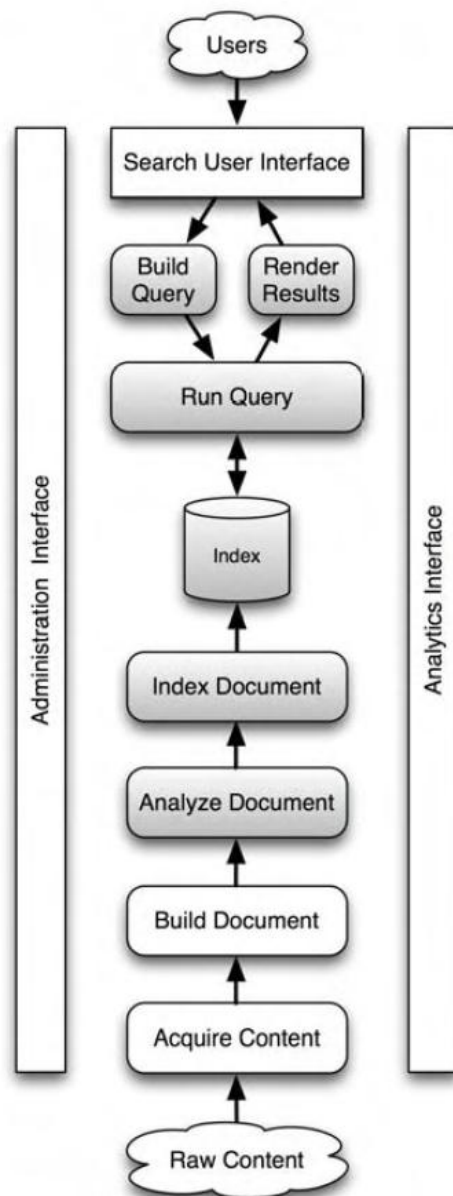 Users
Search User Interface
Build
Query
Render
Results
Run Query
Index
Index Document
Analyze Document
Build Document
Acquire Content
Raw Content
Administration Interface
Analytics Interface